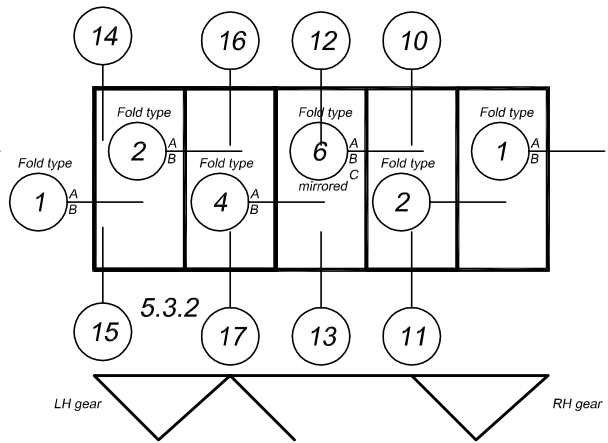 14
16
12
10
Fold type
2
A
B
Fold type
6
A
B
C
mirrored
Fold type
1
A
B
Fold type
1
A
B
Fold type
4
A
B
Fold type
2
15
5.3.2
17
13
11
LH gear
RH gear